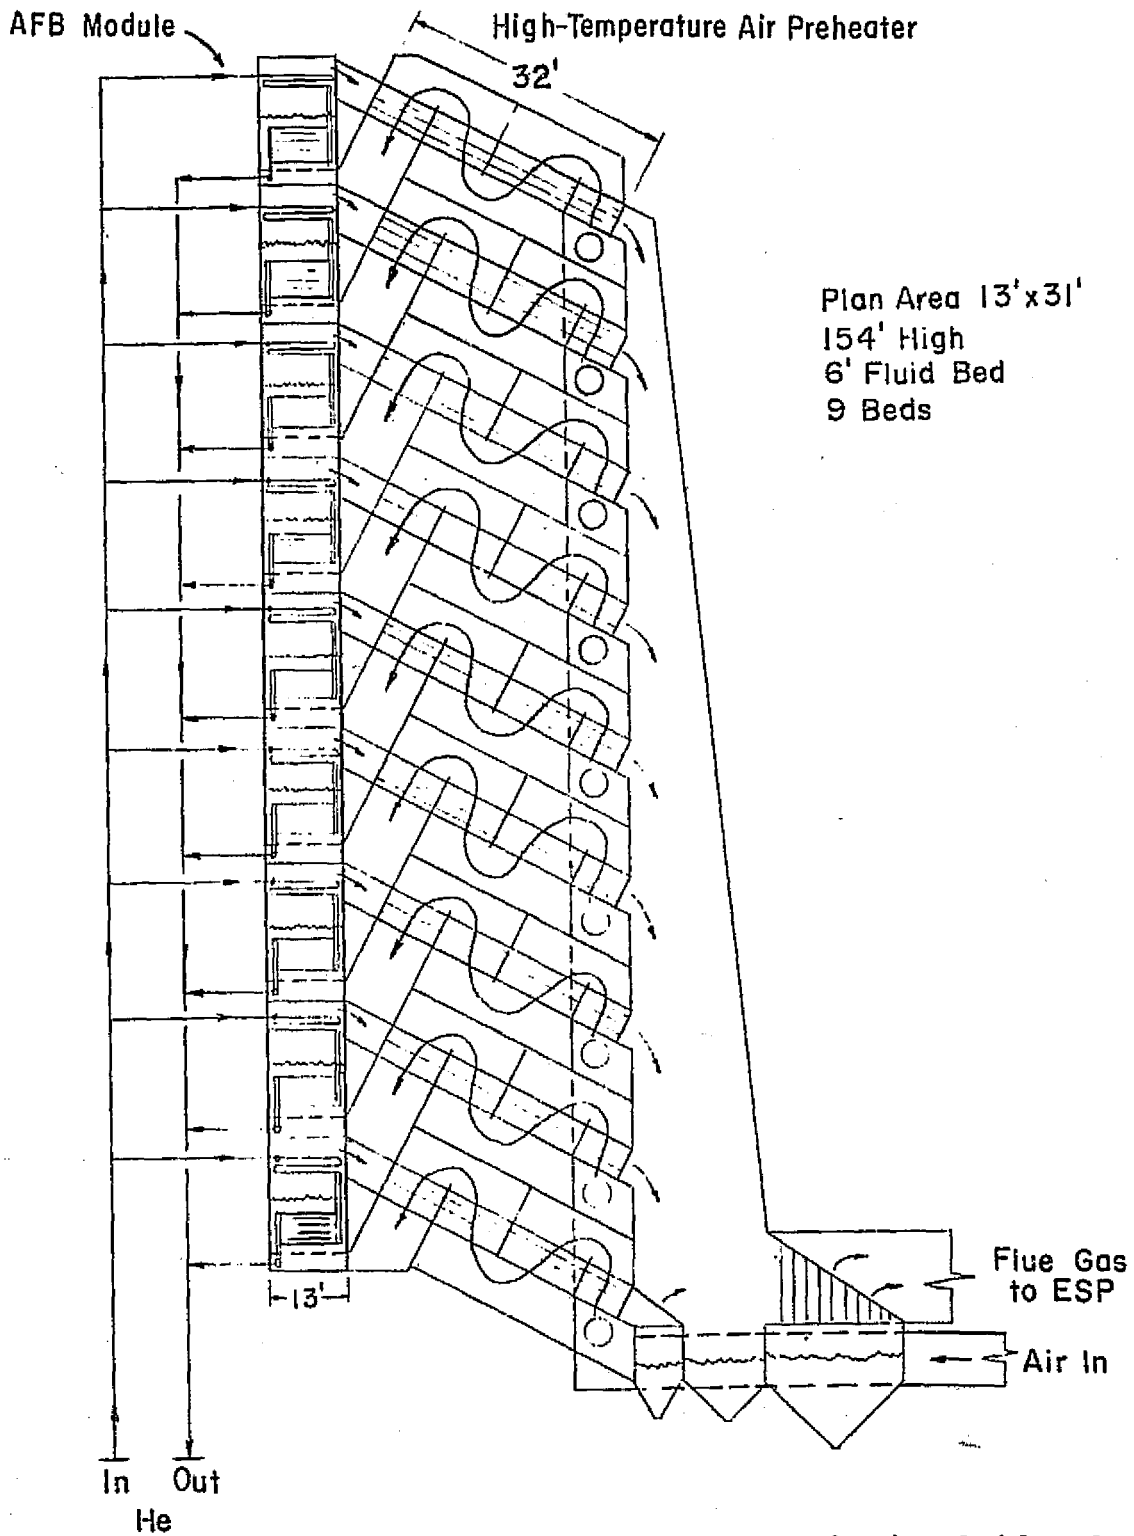 AFB Module
High-Temperature Air Preheater
32'
Plan Area 13'x31'
154' High
6' Fluid Bed
9 Beds
13'
Flue Gas
to ESP
Air In
In Out
He